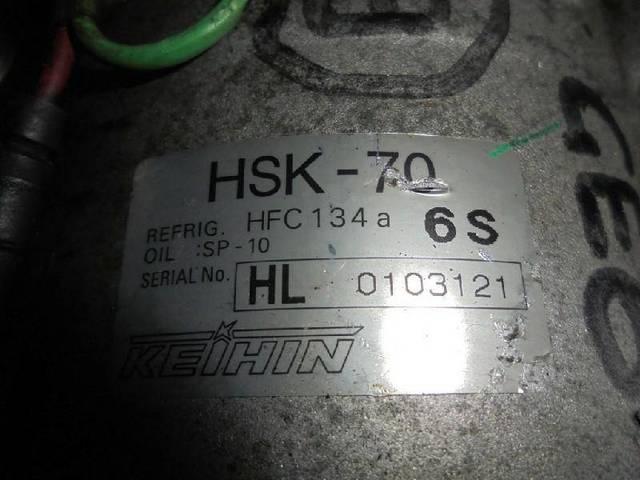 HSK-70
REFRIG. HFC134a 6S
OIL :SP-10
SERIAL No. HL 0103121
KEIHIN